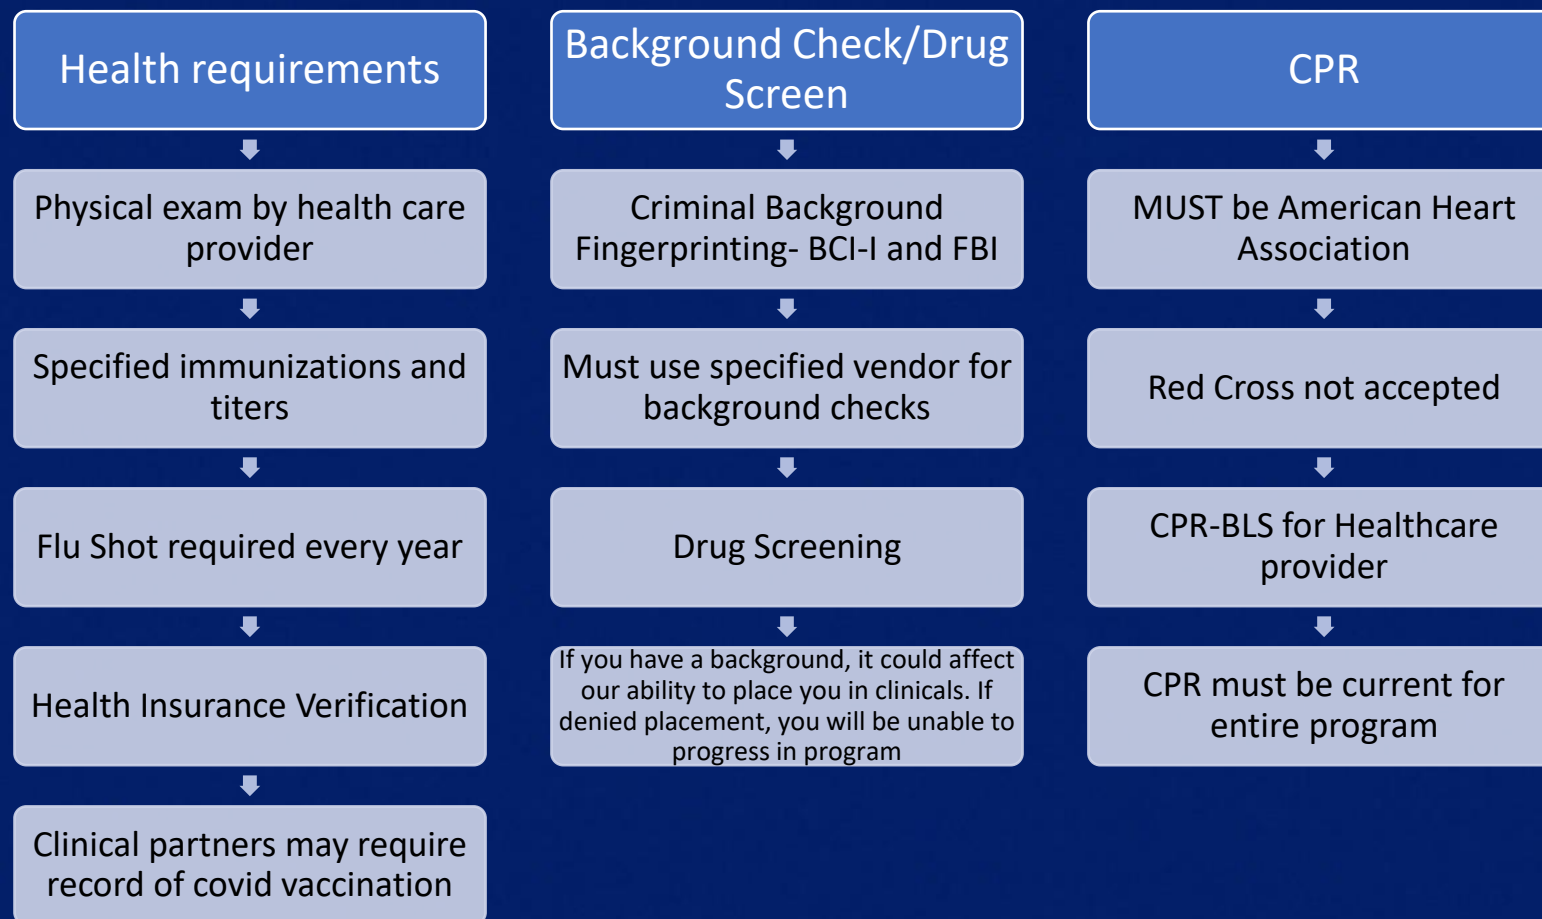 Health requirements
Physical exam by health care
provider
Specified immunizations and
titers
Flu Shot required every year
Health Insurance Verification
Clinical partners may require
record of covid vaccination
Background Check/Drug
Screen
Criminal Background
Fingerprinting- BCI-I and FBI
Must use specified vendor for
background checks
Drug Screening
If you have a background, it could affect
our ability to place you in clinicals. If
denied placement, you will be unable to
progress in program
CPR
MUST be American Heart
Association
Red Cross not accepted
CPR-BLS for Healthcare
provider
CPR must be current for
entire program